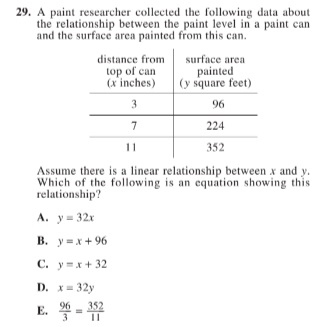 29. A paint researcher collected the following data about
the relationship between the paint level in a paint can
and the surface area painted from this can.
distance from top of can (x inches) surface area painted (y square feet)
3 96
7 224
11 352
Assume there is a linear relationship between x and y.
Which of the following is an equation showing this
relationship?
A. y = 32x
B. y = x + 96
C. y = x + 32
D. x = 32y
E. 96/3 = 352/11